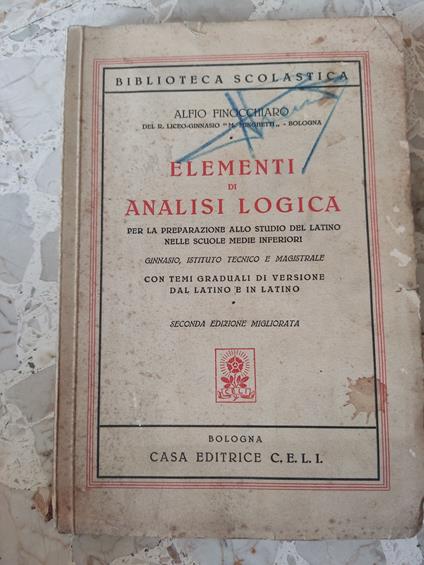 BIBLIOTECA SCOLASTICA
ALFIO FINOCCHIARO
DEL R. LICEO-GINNASIO "M. MINGHETTI„ - BOLOGNA
ELEMENTI
DI
ANALISI LOGICA
PER LA PREPARAZIONE ALLO STUDIO DEL LATINO
NELLE SCUOLE MEDIE INFERIORI
GINNASIO, ISTITUTO TECNICO E MAGISTRALE
CON TEMI GRADUALI DI VERSIONE
DAL LATINO E IN LATINO
SECONDA EDIZIONE MIGLIORATA
C.E.L.I.
BOLOGNA
CASA EDITRICE C. E. L. I.